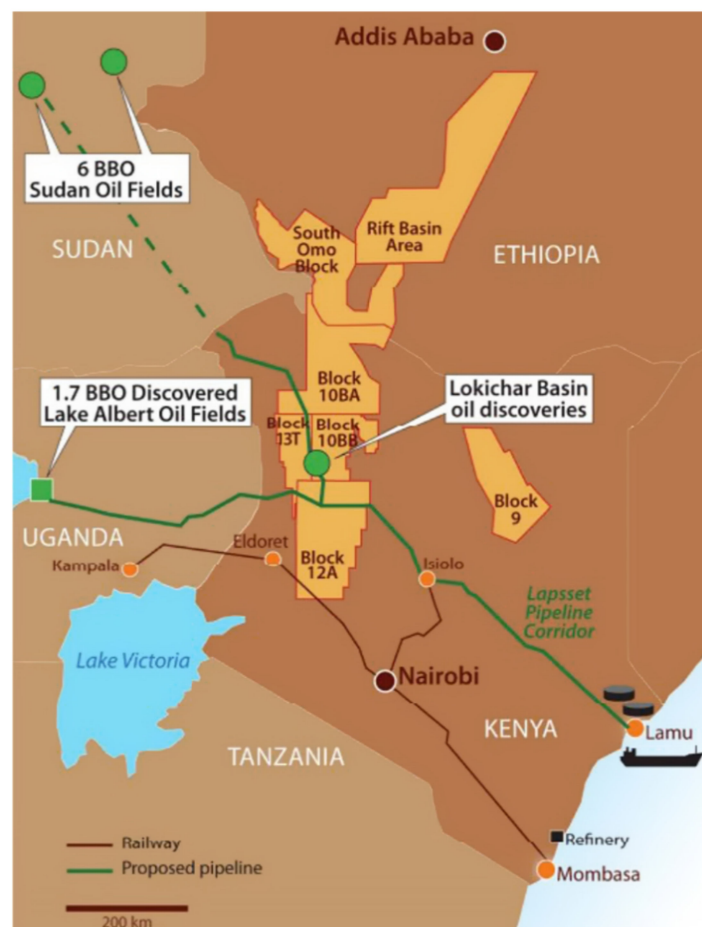 Addis Ababa
6 BBO
Sudan Oil Fields
SUDAN
South
Omo
Block
Rift Basin
Area
ETHIOPIA
1.7 BBO Discovered
Lake Albert Oil Fields
Block
10BA
Lokichar Basin
oil discoveries
Block
13T
Block
10BB
Block
9
UGANDA
Kampala
Eldoret
Block
12A
Isiolo
Lapsset
Pipeline
Corridor
Lake Victoria
Nairobi
KENYA
Lamu
TANZANIA
Railway
Proposed pipeline
Refinery
Mombasa
200 km